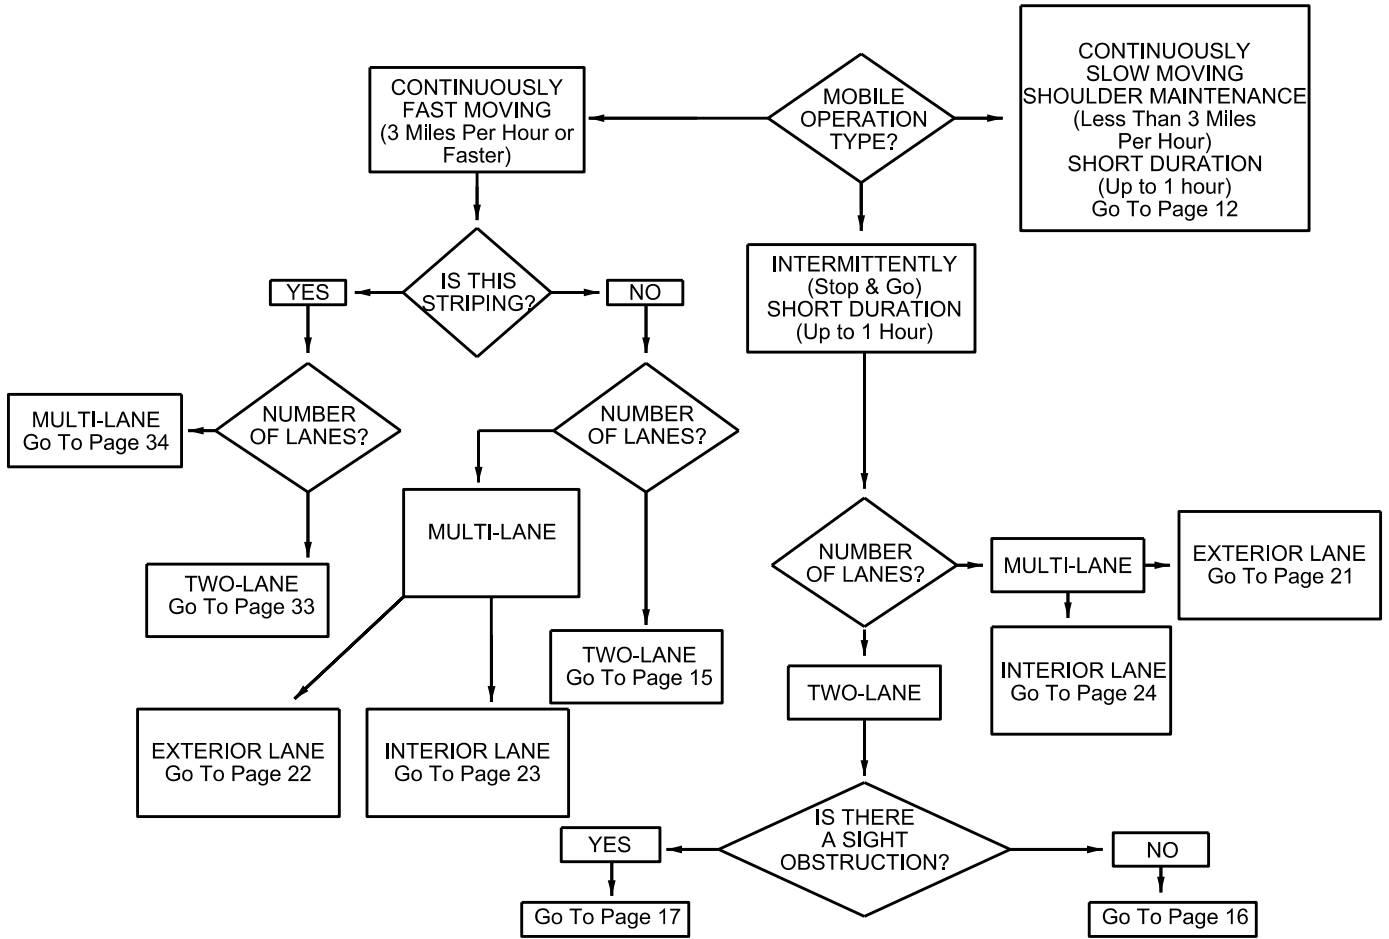 CONTINUOUSLY
FAST MOVING
(3 Miles Per Hour or
Faster)
MOBILE
OPERATION
TYPE?
CONTINUOUSLY
SLOW MOVING
SHOULDER MAINTENANCE
(Less Than 3 Miles
Per Hour)
SHORT DURATION
(Up to 1 hour)
Go To Page 12
YES
IS THIS
STRIPING?
NO
INTERMITTENTLY
(Stop & Go)
SHORT DURATION
(Up to 1 Hour)
MULTI-LANE
Go To Page 34
NUMBER
OF LANES?
NUMBER
OF LANES?
TWO-LANE
Go To Page 33
MULTI-LANE
TWO-LANE
Go To Page 15
EXTERIOR LANE
Go To Page 22
INTERIOR LANE
Go To Page 23
NUMBER
OF LANES?
MULTI-LANE
EXTERIOR LANE
Go To Page 21
INTERIOR LANE
Go To Page 24
TWO-LANE
IS THERE
A SIGHT
OBSTRUCTION?
YES
NO
Go To Page 17
Go To Page 16